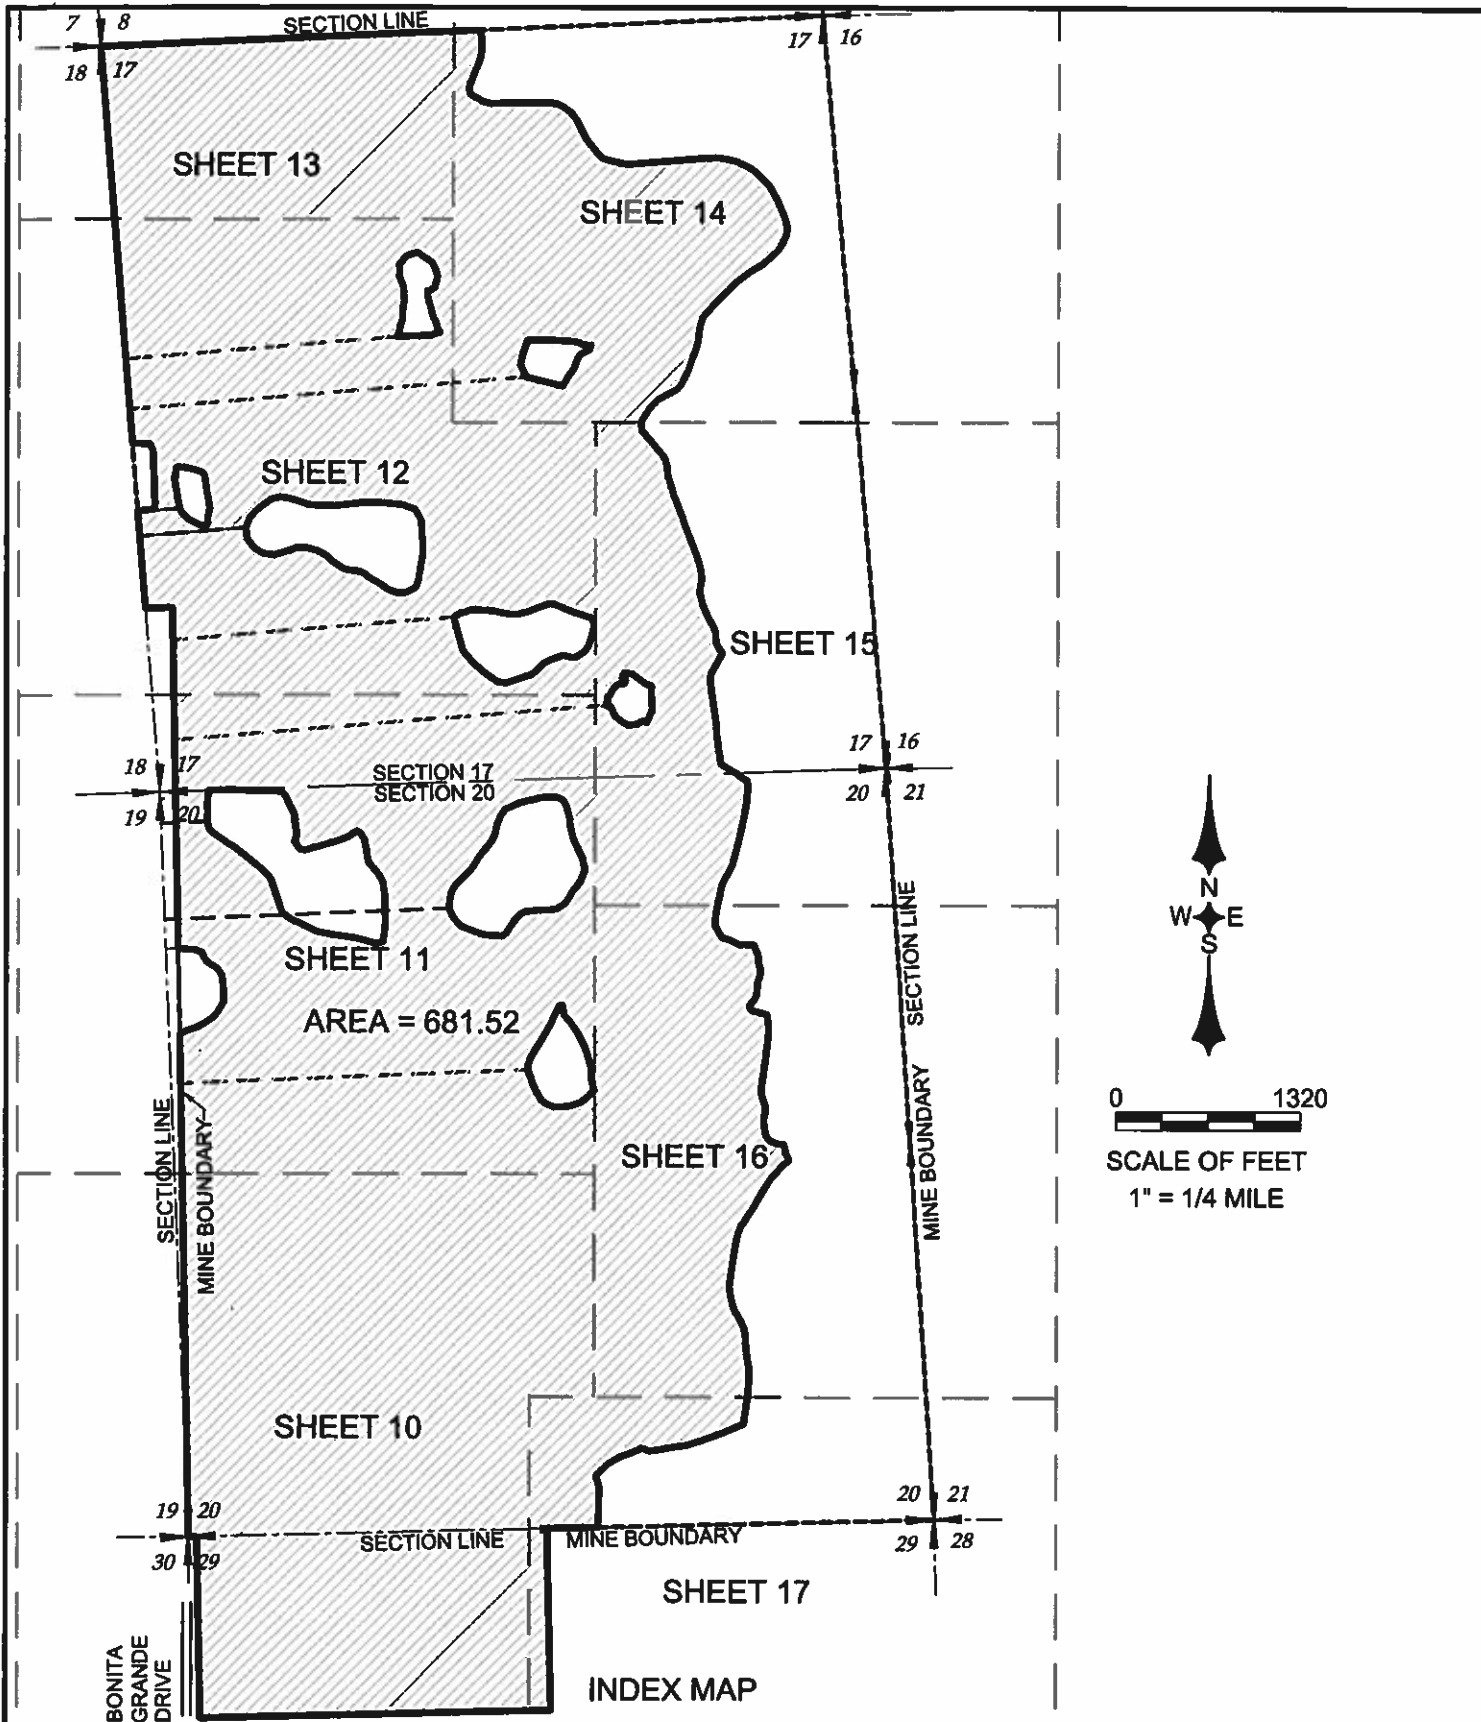 7 8
SECTION LINE
18 17
17 16
SHEET 13
SHEET 14
SHEET 12
SHEET 15
18 17
SECTION 17
SECTION 20
17 16
19 20
20 21
N
W E
S
SECTION LINE
SHEET 11
AREA = 681.52
MINE BOUNDARY
0 1320
SCALE OF FEET
1" = 1/4 MILE
SECTION LINE
MINE BOUNDARY
SHEET 16
SHEET 10
19 20
20 21
SECTION LINE
MINE BOUNDARY
30 29
29 28
SHEET 17
BONITA
GRANDE
DRIVE
INDEX MAP